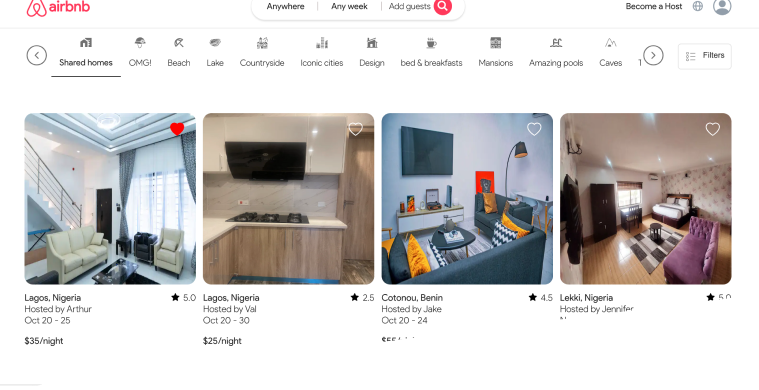 airbnb
Anywhere Any week Add guests
Become a Host
Shared homes OMG! Beach Lake Countryside Iconic cities Design bed & breakfasts Mansions Amazing pools Caves
Filters
Lagos, Nigeria 5.0
Hosted by Arthur
Oct 20 - 25
$35/night
Lagos, Nigeria 2.5
Hosted by Val
Oct 20 - 30
$25/night
Cotonou, Benin 4.5
Hosted by Jake
Oct 20 - 24
Lekki, Nigeria 5.0
Hosted by Jennifer